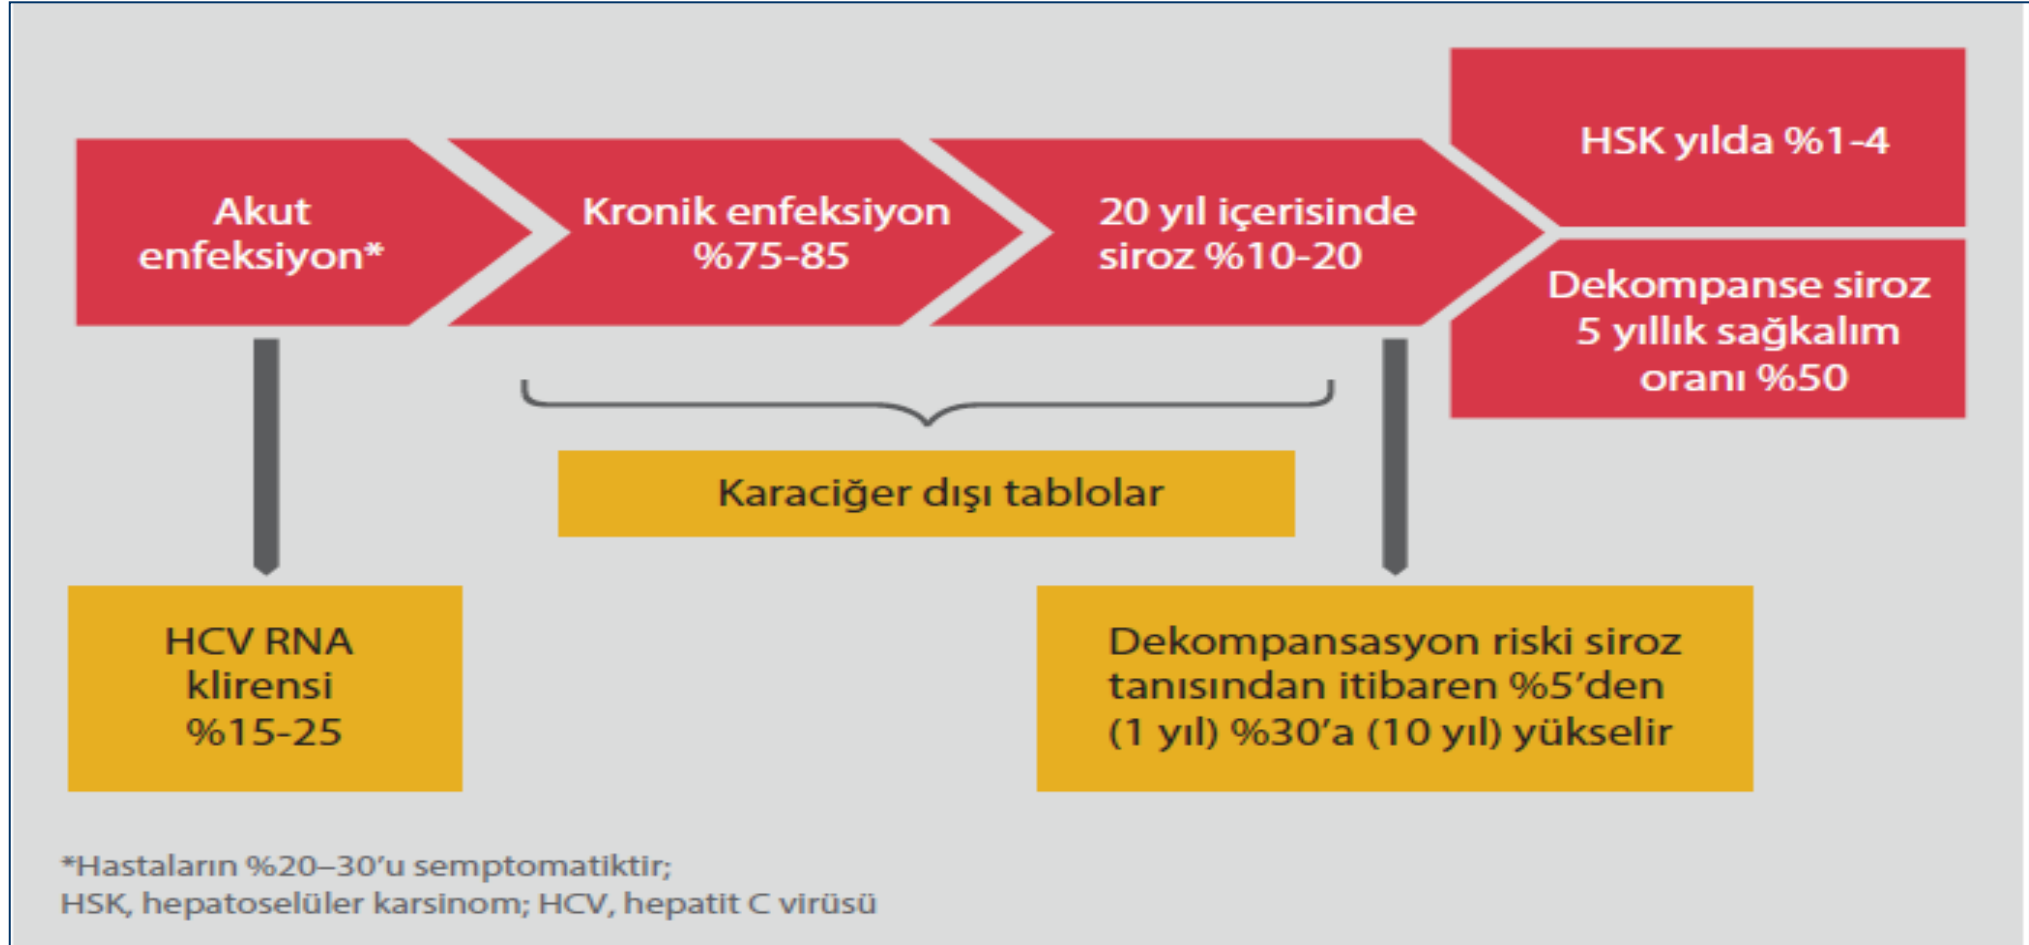 Akut
enfeksiyon*
Kronik enfeksiyon
%75-85
20 yıl içerisinde
siroz %10-20
HSK yılda %1-4
Dekompanse siroz
5 yıllık sağkalım
oranı %50
Karaciğer dışı tablolar
HCV RNA
klirensi
%15-25
Dekompansasyon riski siroz
tanısından itibaren %5’den
(1 yıl) %30’a (10 yıl) yükselir
*Hastaların %20–30’u semptomatiktir;
HSK, hepatoselüler karsinom; HCV, hepatit C virüsü